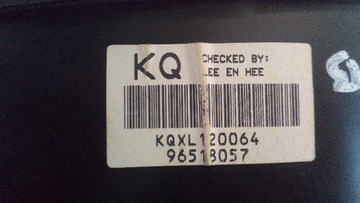 KQ
CHECKED BY:
LEE EN HEE
KQXL120064
96518057